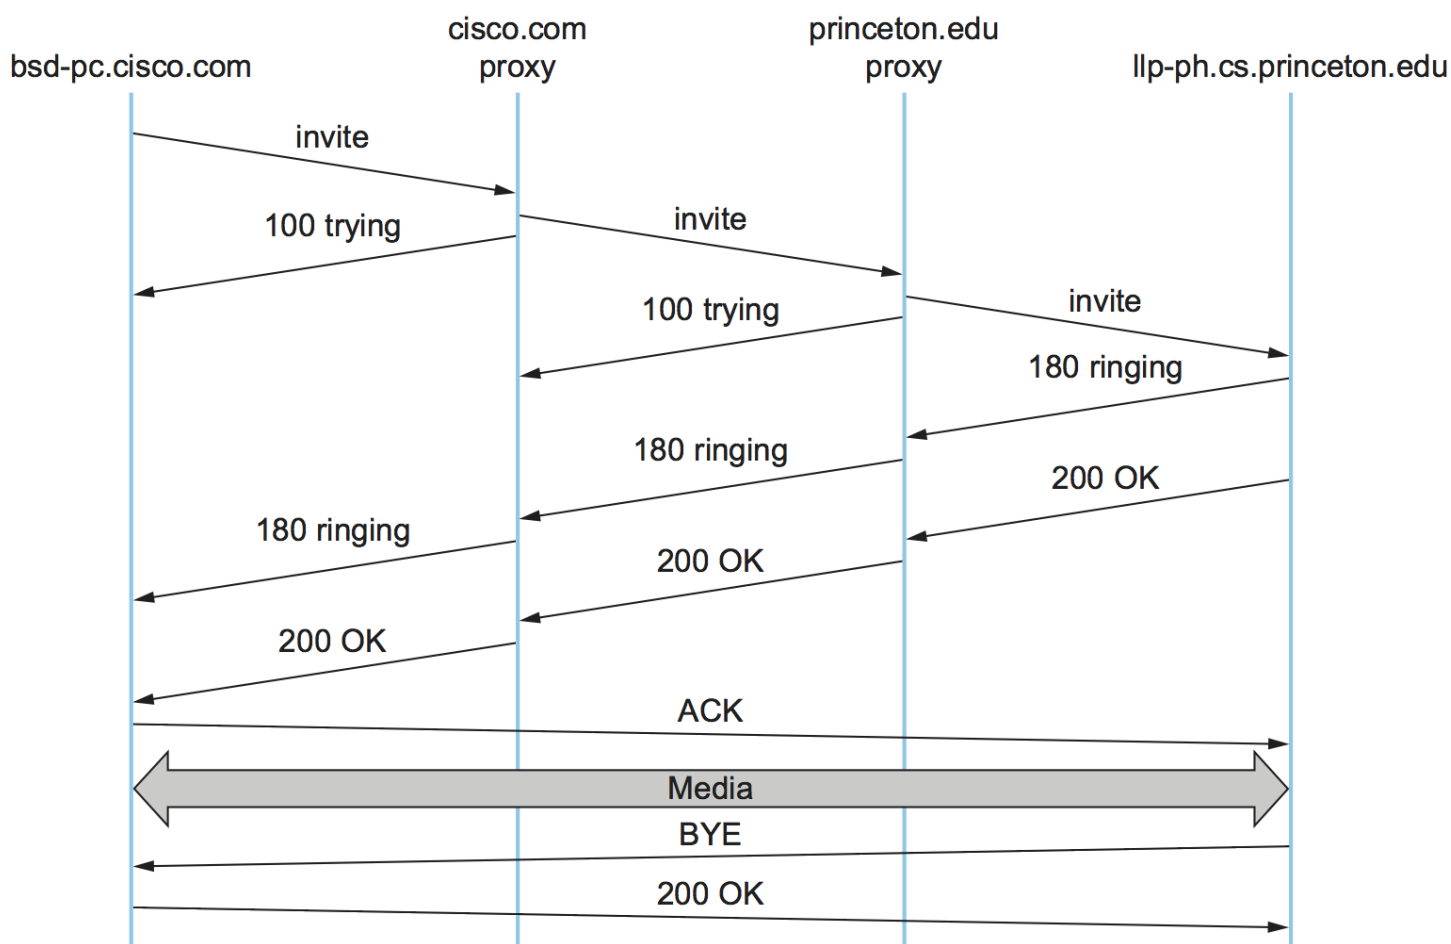 cisco.com
princeton.edu
bsd-pc.cisco.com
proxy
proxy
llp-ph.cs.princeton.edu
invite
100 trying
invite
100 trying
invite
180 ringing
180 ringing
200 OK
180 ringing
200 OK
200 OK
ACK
Media
BYE
200 OK